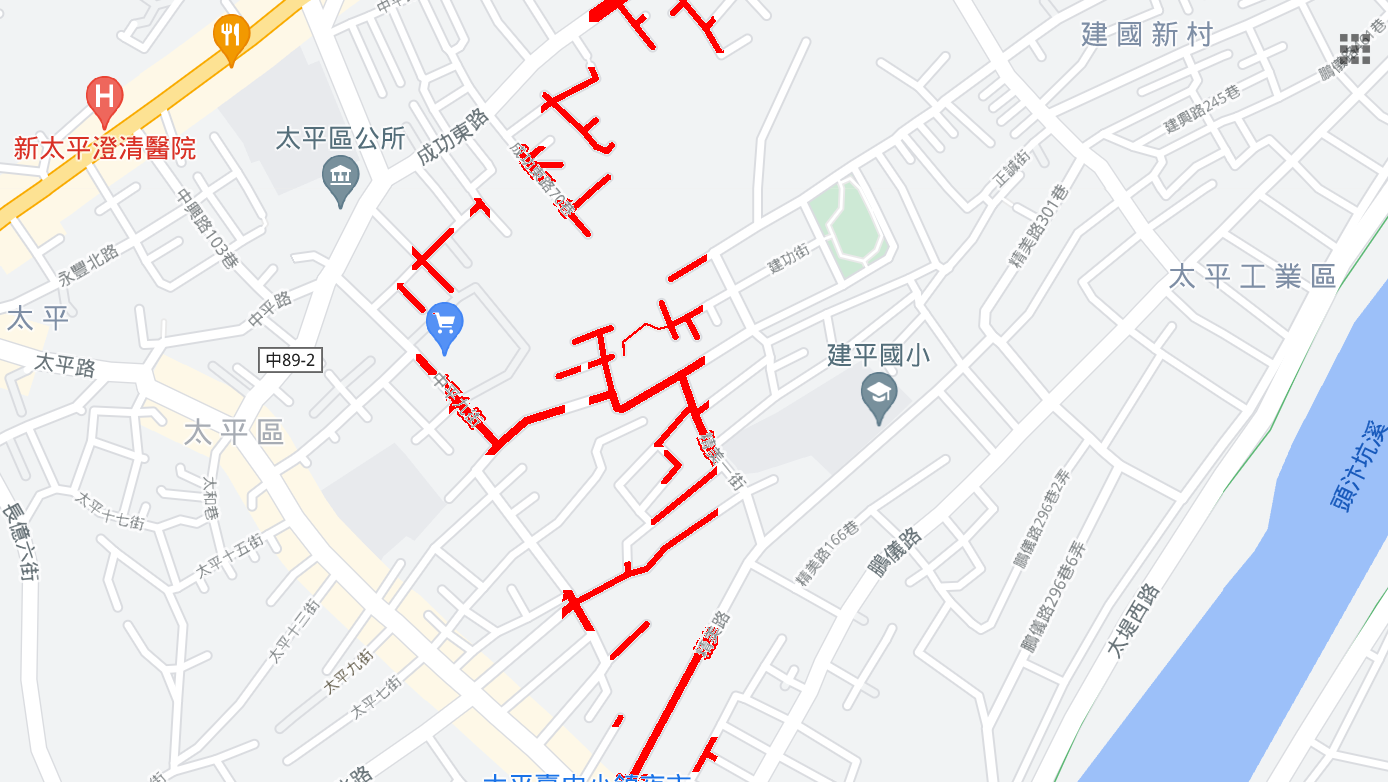 建國新村
鵬儀路
建興路245巷
太平區公所
成功東路
新太平澄清醫院
正誠街
中興路103巷
精美路301巷
永豐北路
建功街
太平工業區
中平路
太平
中89-2
太平路
建平國小
太平區
頭汴坑溪
太和巷
太平十七街
長億六街
鵬儀路296巷2弄
太平十五街
精美路166巷
鵬儀路
鵬儀路296巷6弄
太堤西路
太平十三街
太平九街
太平七街